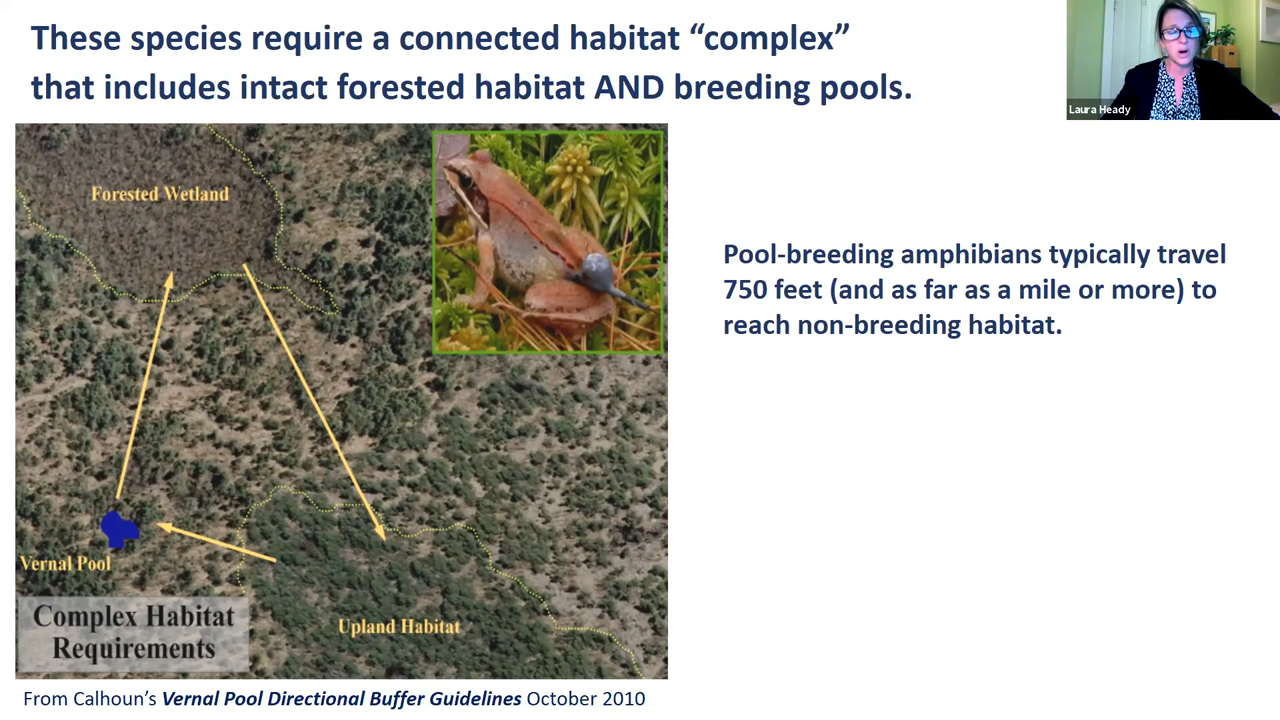 These species require a connected habitat “complex”
that includes intact forested habitat AND breeding pools.
Laura Heady
Forested Wetland
Pool-breeding amphibians typically travel
750 feet (and as far as a mile or more) to
reach non-breeding habitat.
Vernal Pool
Complex Habitat
Requirements
Upland Habitat
From Calhoun’s Vernal Pool Directional Buffer Guidelines October 2010